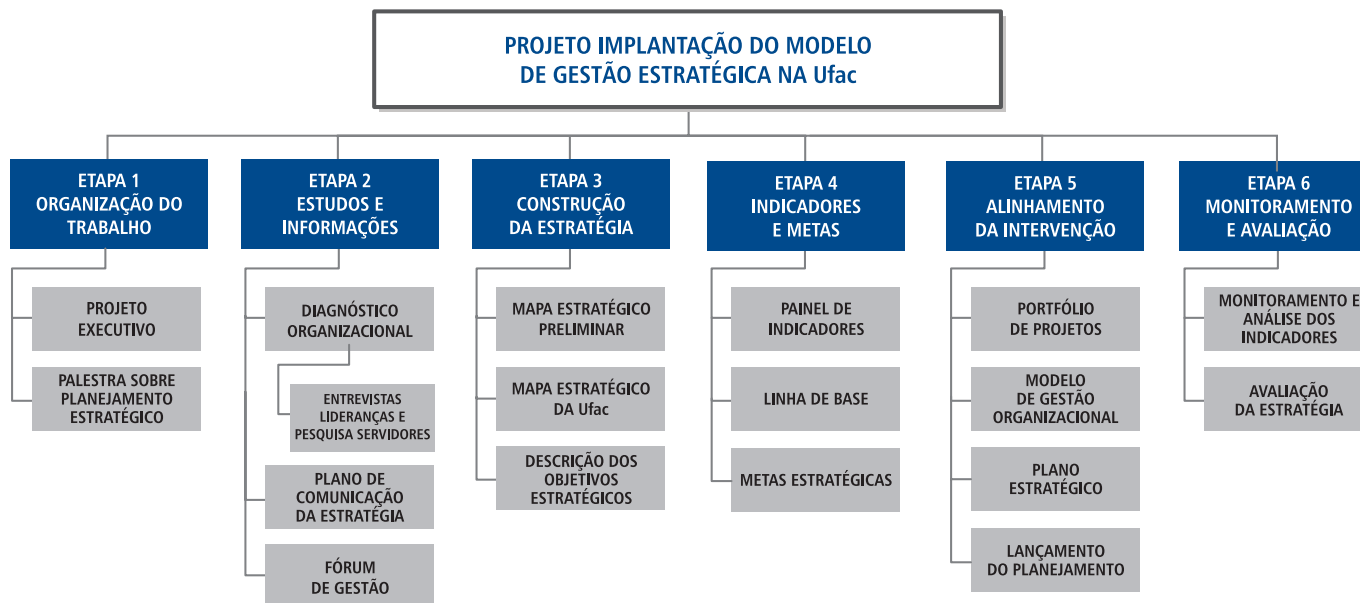 PROJETO IMPLANTAÇÃO DO MODELO
DE GESTÃO ESTRATÉGICA NA Ufac
ETAPA 1
ORGANIZAÇÃO DO
TRABALHO
PROJETO
EXECUTIVO
PALESTRA SOBRE
PLANEJAMENTO
ESTRATÉGICO
ETAPA 2
ESTUDOS E
INFORMAÇÕES
DIAGNÓSTICO
ORGANIZACIONAL
ENTREVISTAS
LIDERANÇAS E
PESQUISA SERVIDORES
PLANO DE
COMUNICAÇÃO
DA ESTRATÉGIA
FÓRUM
DE GESTÃO
ETAPA 3
CONSTRUÇÃO
DA ESTRATÉGIA
MAPA ESTRATÉGICO
PRELIMINAR
MAPA ESTRATÉGICO
DA Ufac
DESCRIÇÃO DOS
OBJETIVOS
ESTRATÉGICOS
ETAPA 4
INDICADORES
E METAS
PAINEL DE
INDICADORES
LINHA DE BASE
METAS ESTRATÉGICAS
ETAPA 5
ALINHAMENTO
DA INTERVENÇÃO
PORTFÓLIO
DE PROJETOS
MODELO
DE GESTÃO
ORGANIZACIONAL
PLANO
ESTRATÉGICO
LANÇAMENTO
DO PLANEJAMENTO
ETAPA 6
MONITORAMENTO
E AVALIAÇÃO
MONITORAMENTO E
ANÁLISE DOS
INDICADORES
AVALIAÇÃO
DA ESTRATÉGIA